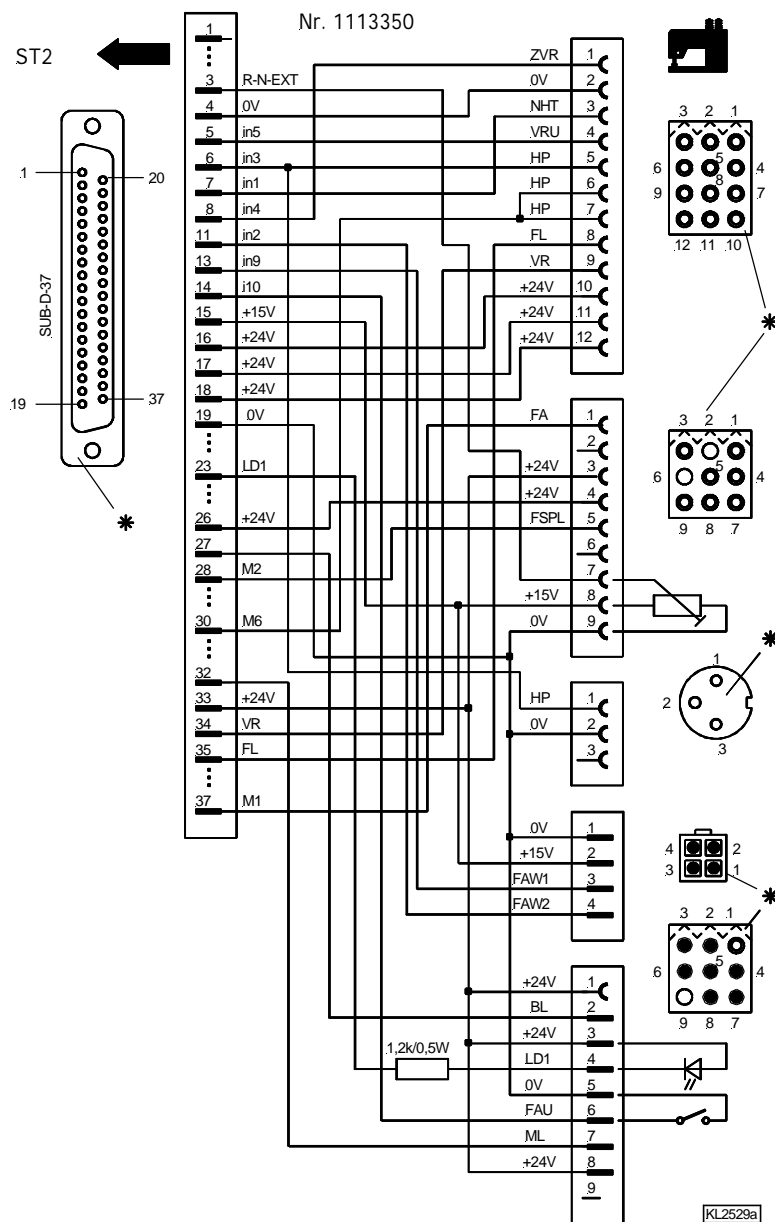 Nr. 1113350
ST2
SUB-D-37
1
20
19
37
1
3 R-N-EXT
4 0V
5 in5
6 in3
7 in1
8 in4
11 in2
13 in9
14 i10
15 +15V
16 +24V
17 +24V
18 +24V
19 0V
23 LD1
26 +24V
27
28 M2
30 M6
32
33 +24V
34 VR
35 FL
37 M1
ZVR 1
0V 2
NHT 3
VRU 4
HP 5
HP 6
HP 7
FL 8
VR 9
+24V 10
+24V 11
+24V 12
FA 1
2
+24V 3
+24V 4
FSPL 5
6
7
+15V 8
0V 9
HP 1
0V 2
3
0V 1
+15V 2
FAW1 3
FAW2 4
+24V 1
BL 2
+24V 3
1,2k/0,5W
LD1 4
0V 5
FAU 6
ML 7
+24V 8
9
3 2 1
6 5 4
9 8 7
12 11 10
3 2 1
6 5 4
9 8 7
1
2
3
4 2
3 1
3 2 1
6 5 4
9 8 7
KL2529a